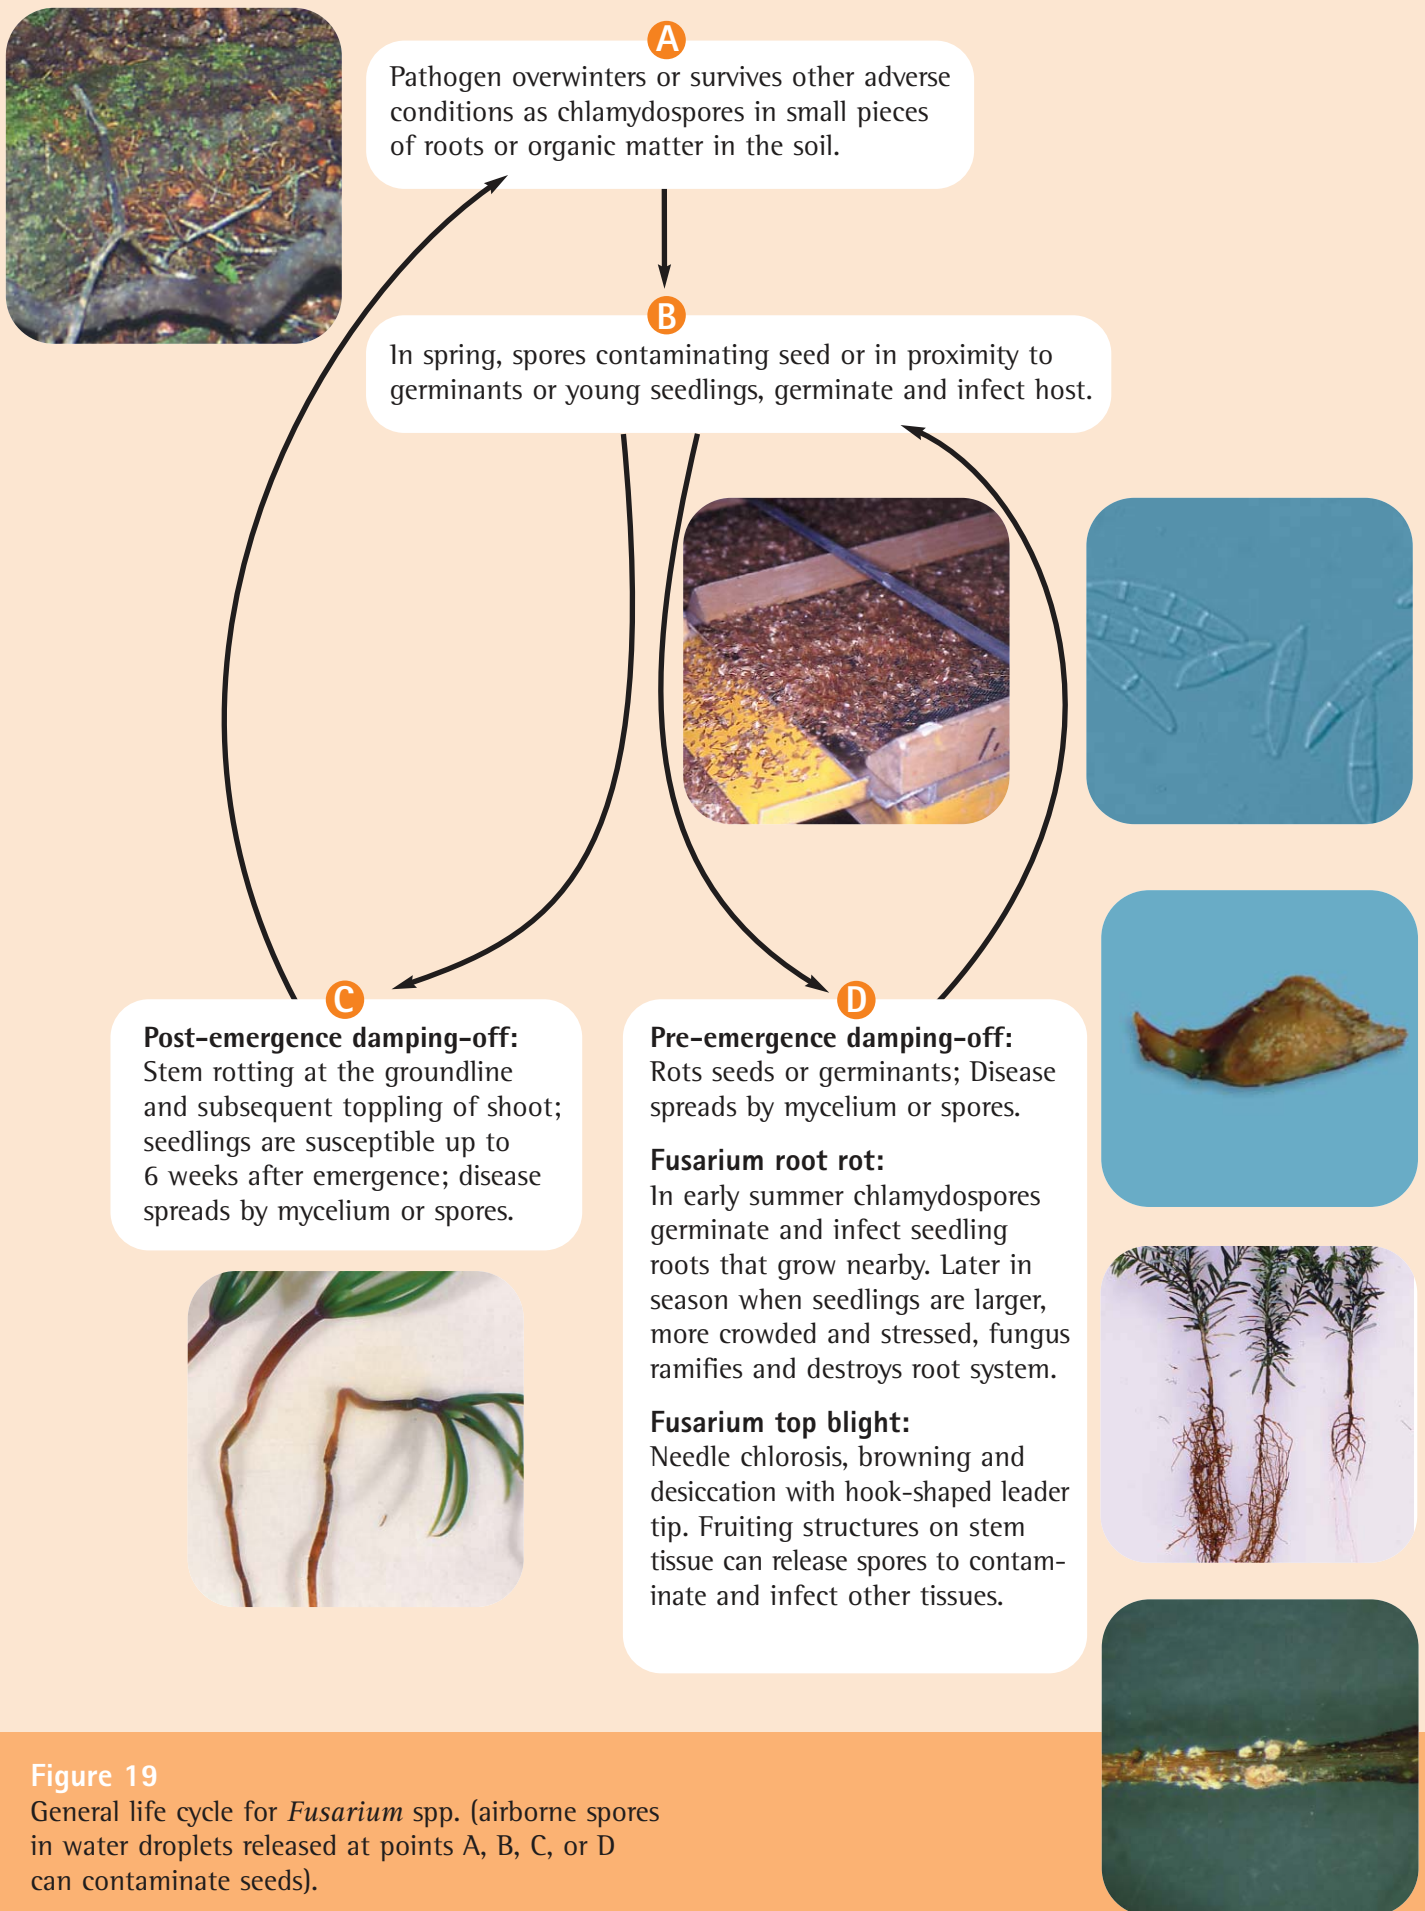 A
Pathogen overwinters or survives other adverse
conditions as chlamydospores in small pieces
of roots or organic matter in the soil.
B
In spring, spores contaminating seed or in proximity to
germinants or young seedlings, germinate and infect host.
C
Post-emergence damping-off:
Stem rotting at the groundline
and subsequent toppling of shoot;
seedlings are susceptible up to
6 weeks after emergence; disease
spreads by mycelium or spores.
D
Pre-emergence damping-off:
Rots seeds or germinants; Disease
spreads by mycelium or spores.
Fusarium root rot:
In early summer chlamydospores
germinate and infect seedling
roots that grow nearby. Later in
season when seedlings are larger,
more crowded and stressed, fungus
ramifies and destroys root system.
Fusarium top blight:
Needle chlorosis, browning and
desiccation with hook-shaped leader
tip. Fruiting structures on stem
tissue can release spores to contam-
inate and infect other tissues.
Figure 19
General life cycle for Fusarium spp. (airborne spores
in water droplets released at points A, B, C, or D
can contaminate seeds).